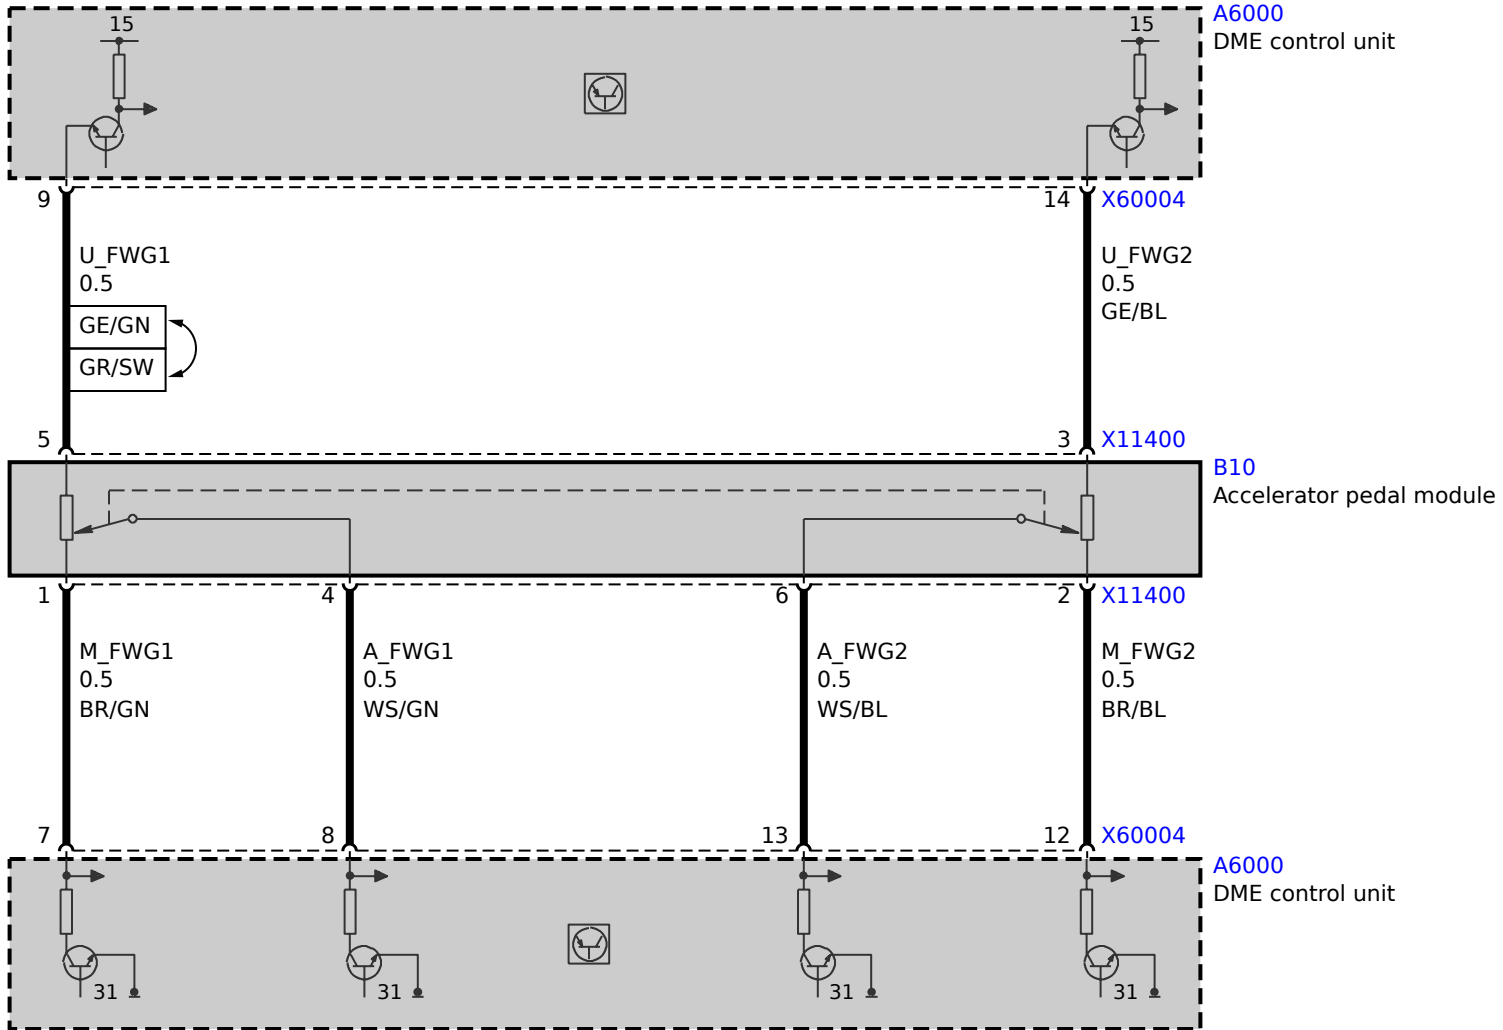 15
15
A6000
DME control unit
9
14
X60004
U_FWG1
0.5
GE/GN
GR/SW
U_FWG2
0.5
GE/BL
5
3
X11400
B10
Accelerator pedal module
1
4
6
2
X11400
M_FWG1
0.5
BR/GN
A_FWG1
0.5
WS/GN
A_FWG2
0.5
WS/BL
M_FWG2
0.5
BR/BL
7
8
13
12
X60004
A6000
DME control unit
31
31
31
31